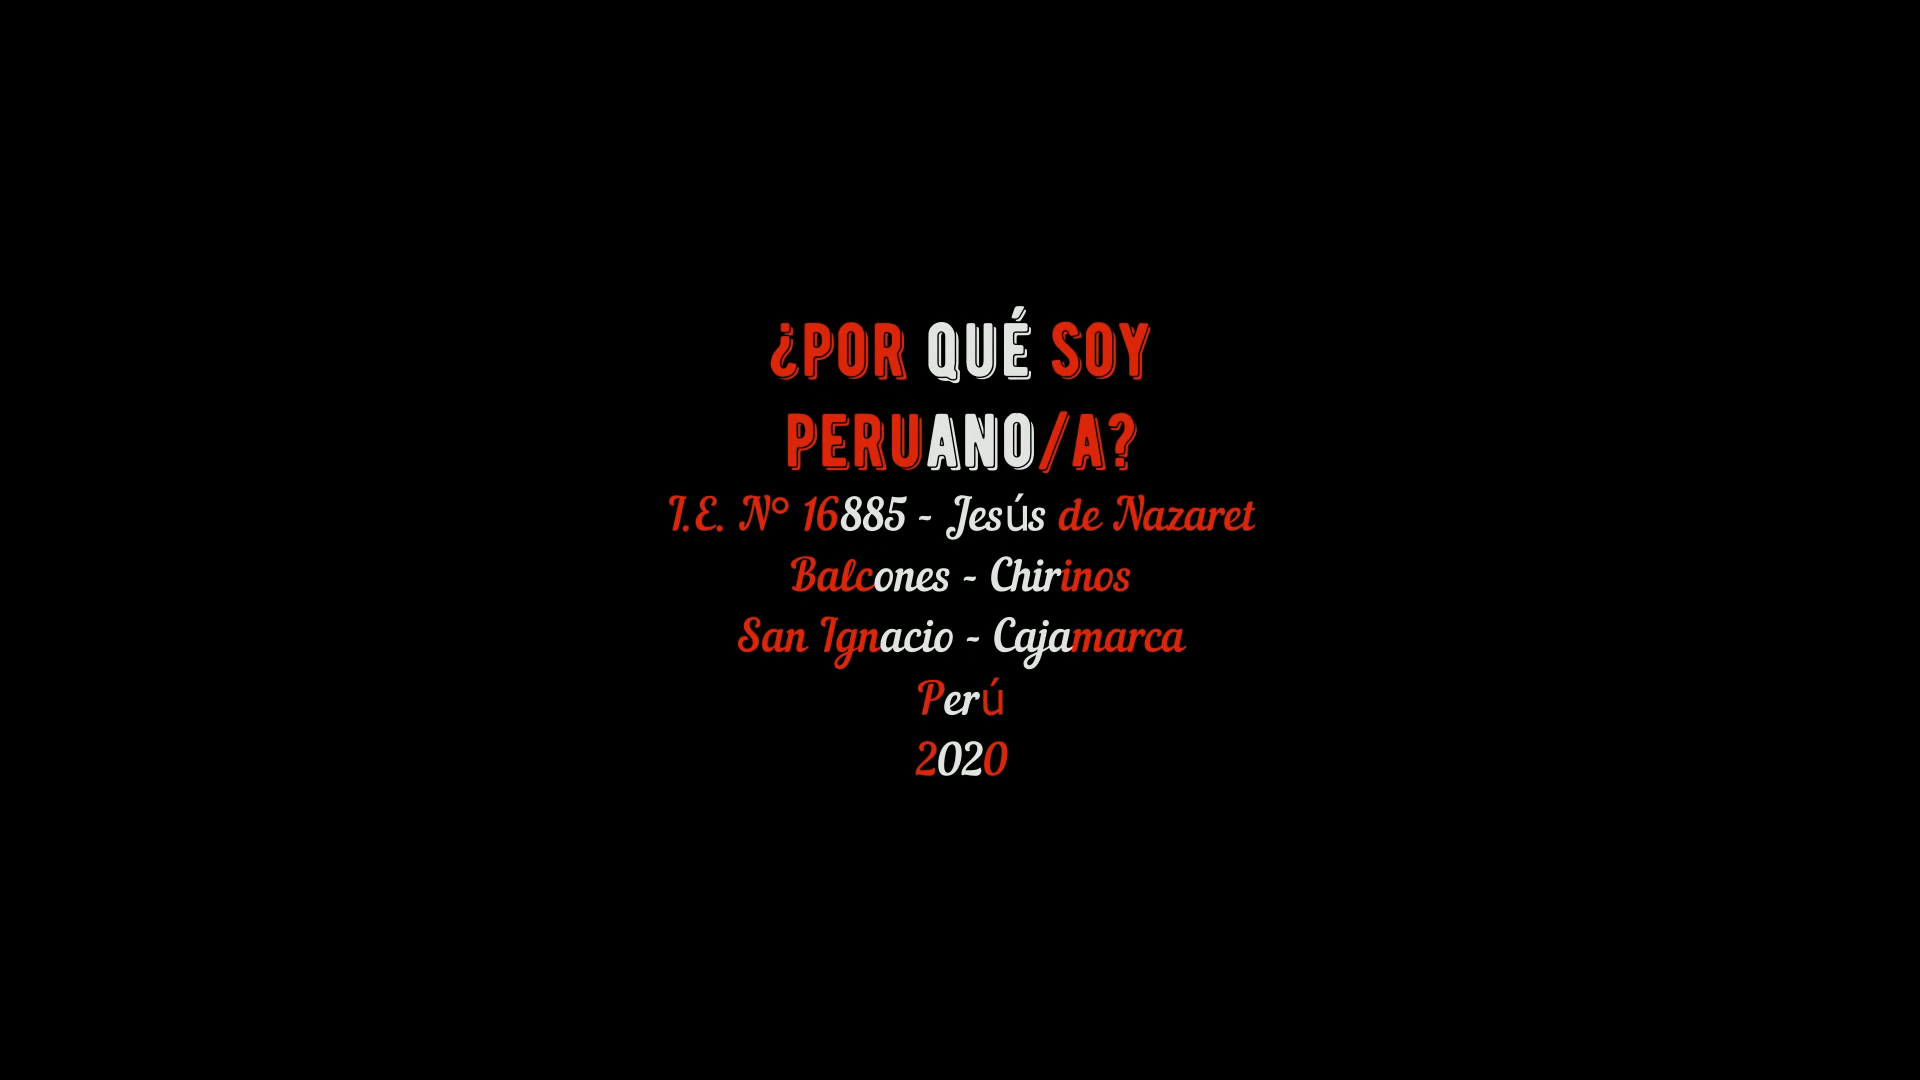 ¿POR QUÉ SOY
PERUANO/A?
I.E. N° 16885 - Jesús de Nazaret
Balcones - Chirinos
San Ignacio - Cajamarca
Perú
2020